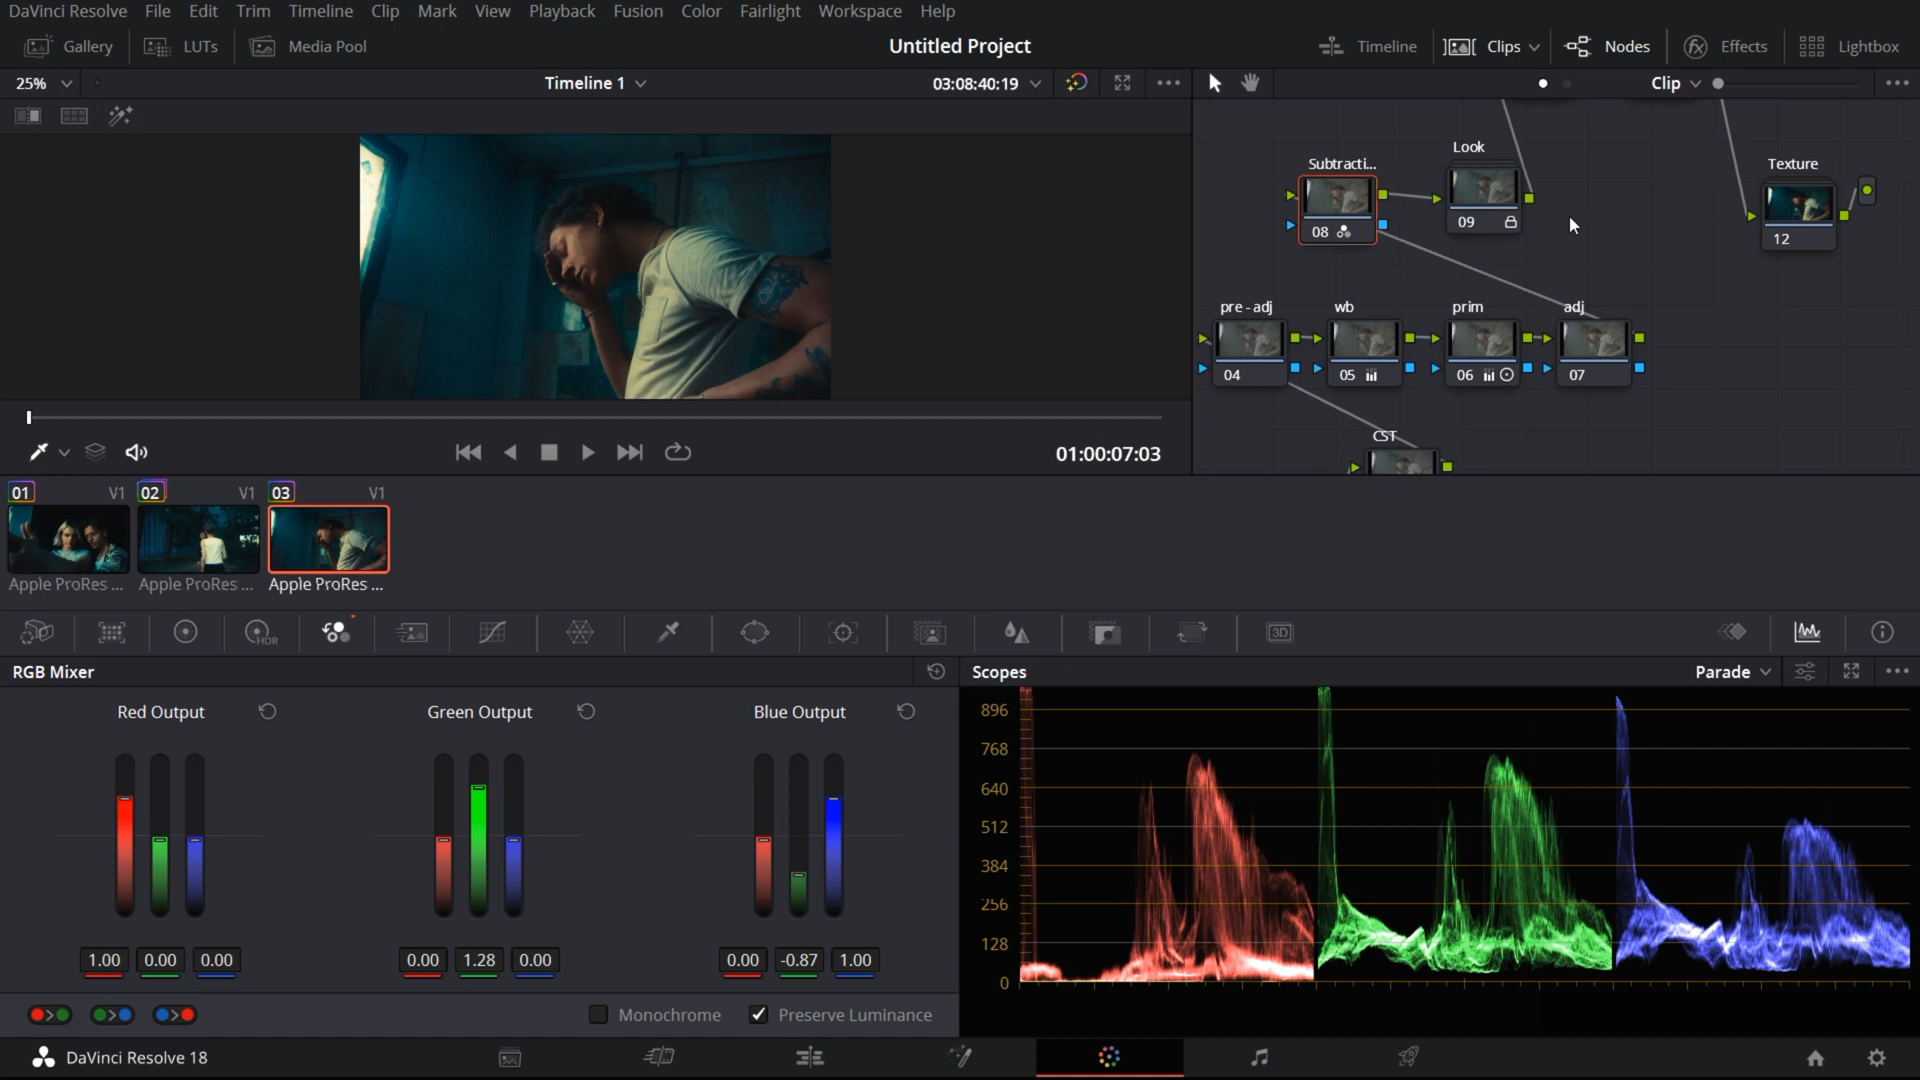 DaVinci Resolve File Edit Trim Timeline Clip Mark View Playback Fusion Color Fairlight Workspace Help
Gallery LUTs Media Pool Untitled Project Timeline Clips Nodes Effects Lightbox
25% Timeline 1 03:08:40:19 Clip
Look
Subtracti... Texture
09
08 12
pre - adj wb prim adj
04 05 06 07
CST
01:00:07:03
01 V1 02 V1 03 V1
Apple ProRes ... Apple ProRes ... Apple ProRes ...
HDR 3D
RGB Mixer Scopes Parade
Red Output Green Output Blue Output
896
768
640
512
384
256
128
0
1.00 0.00 0.00 0.00 1.28 0.00 0.00 -0.87 1.00
Monochrome Preserve Luminance
DaVinci Resolve 18